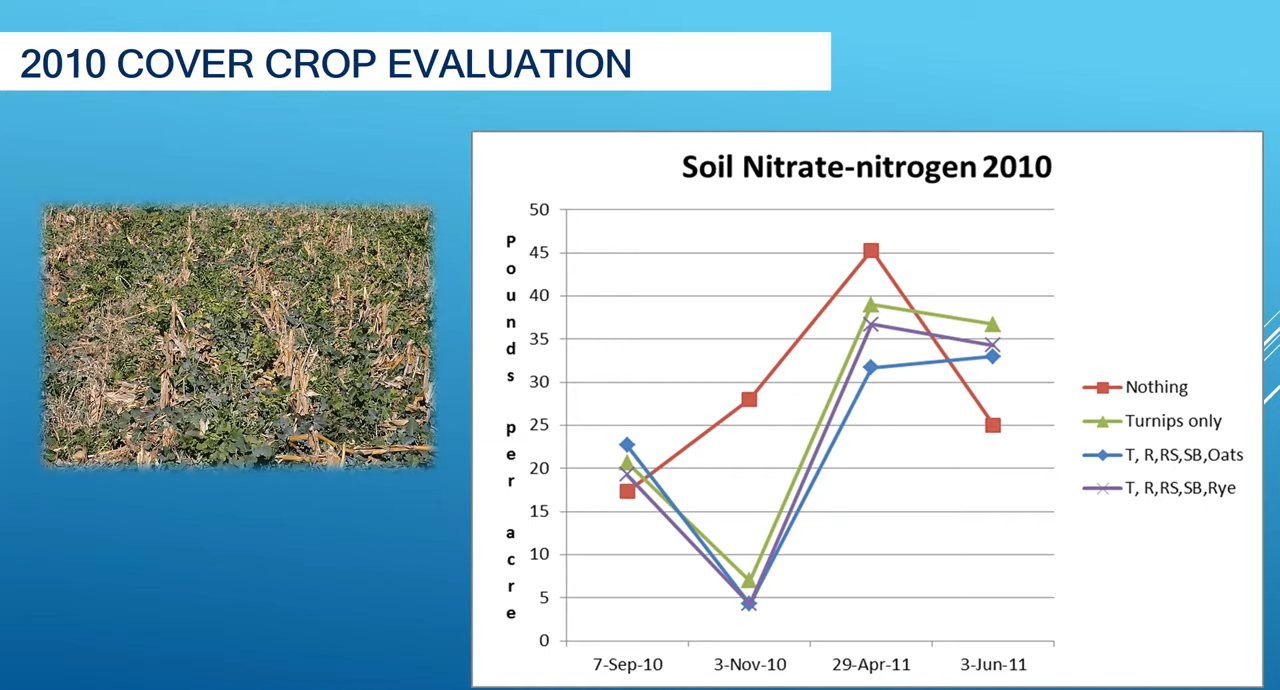 2010 COVER CROP EVALUATION
Soil Nitrate-nitrogen 2010
Pounds per acre
50
45
40
35
30
25
20
15
10
5
0
7-Sep-10 3-Nov-10 29-Apr-11 3-Jun-11
Nothing
Turnips only
T, R,RS,SB,Oats
T, R,RS,SB,Rye